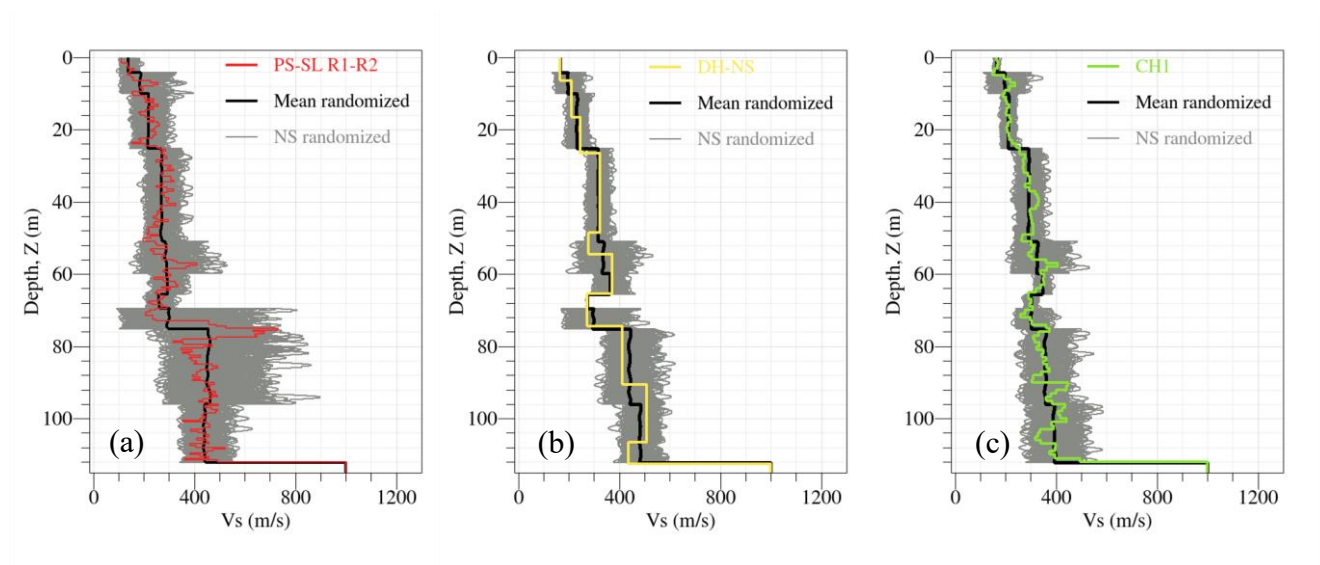 PS-SL R1-R2
Mean randomized
NS randomized
0
20
40
60
80
100
Depth, Z (m)
(a)
0
400
800
1200
Vs (m/s)
DH-NS
Mean randomized
NS randomized
0
20
40
60
80
100
Depth, Z (m)
(b)
0
400
800
1200
Vs (m/s)
CH1
Mean randomized
NS randomized
0
20
40
60
80
100
Depth, Z (m)
(c)
0
400
800
1200
Vs (m/s)